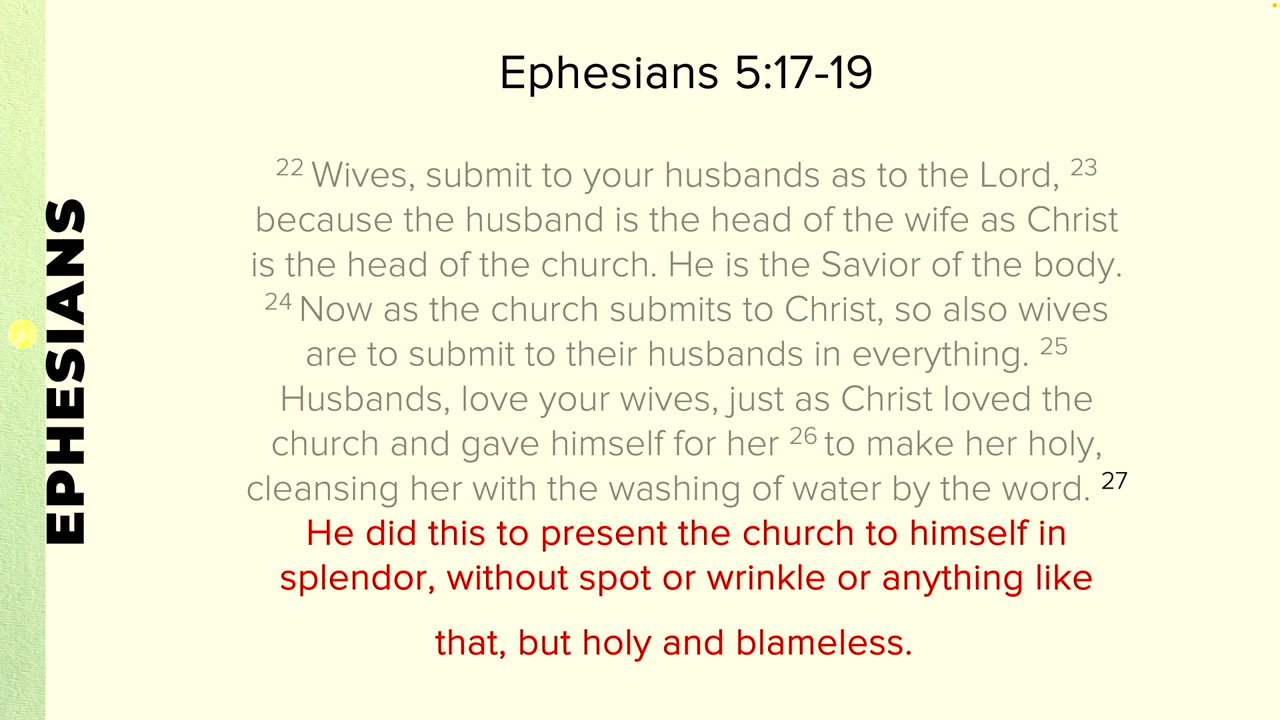 Ephesians 5:17-19
EPHESIANS
22 Wives, submit to your husbands as to the Lord, 23
because the husband is the head of the wife as Christ
is the head of the church. He is the Savior of the body.
24 Now as the church submits to Christ, so also wives
are to submit to their husbands in everything. 25
Husbands, love your wives, just as Christ loved the
church and gave himself for her 26 to make her holy,
cleansing her with the washing of water by the word. 27
He did this to present the church to himself in
splendor, without spot or wrinkle or anything like
that, but holy and blameless.